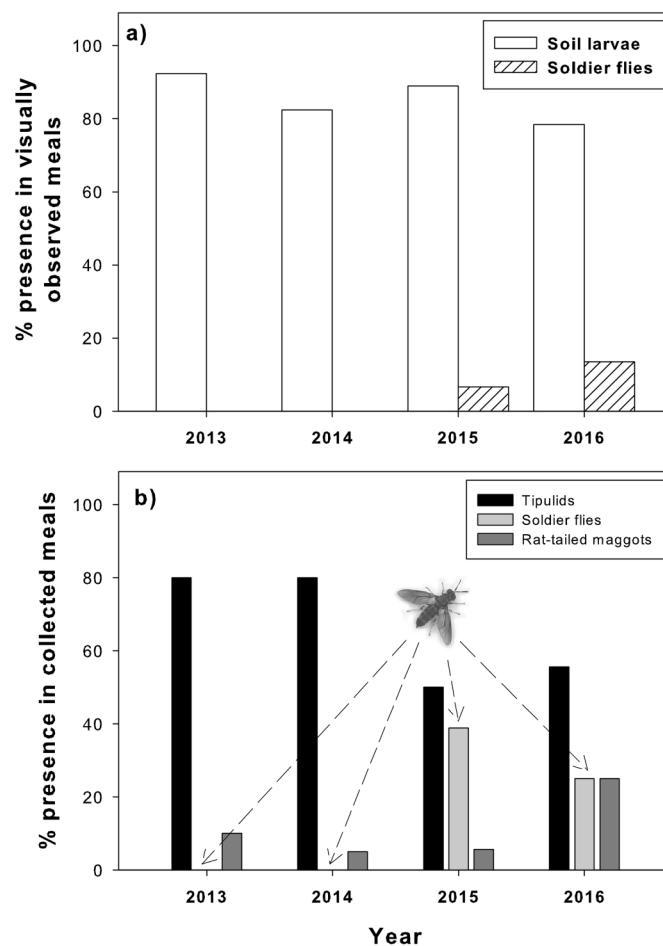 a)
Soil larvae
Soldier flies
% presence in visually
observed meals
100
80
60
40
20
0
2013 2014 2015 2016
b)
Tipulids
Soldier flies
Rat-tailed maggots
% presence in collected meals
100
80
60
40
20
0
2013 2014 2015 2016
Year